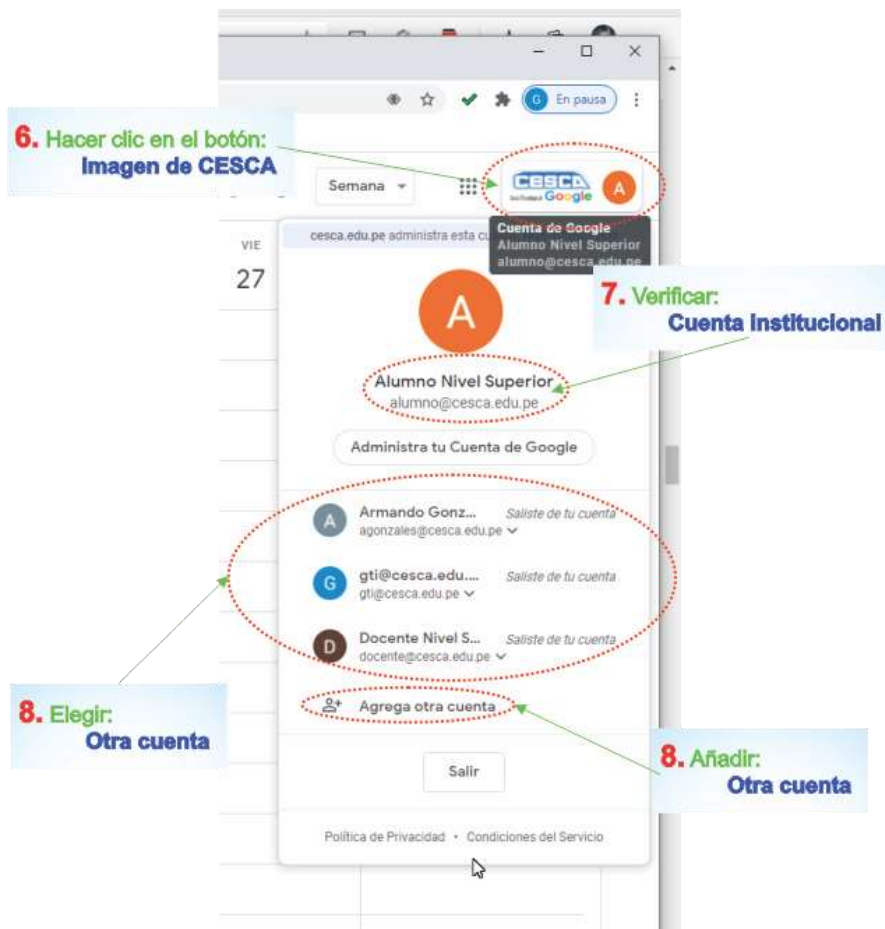 En pausa
6. Hacer clic en el botón:
Imagen de CESCA
Semana
CESCA
Google
A
cesca.edu.pe administra esta cu
Cuenta de Google
Alumno Nivel Superior
alumno@cesca.edu.pe
VIE
27
7. Verificar:
Cuenta institucional
A
Alumno Nivel Superior
alumno@cesca.edu.pe
Administra tu Cuenta de Google
A
Armando Gonz... Saliste de tu cuenta
agonzales@cesca.edu.pe
G
gti@cesca.edu.... Saliste de tu cuenta
gti@cesca.edu.pe
D
Docente Nivel S... Saliste de tu cuenta
docente@cesca.edu.pe
Agrega otra cuenta
8. Elegir:
Otra cuenta
8. Añadir:
Otra cuenta
Salir
Política de Privacidad • Condiciones del Servicio